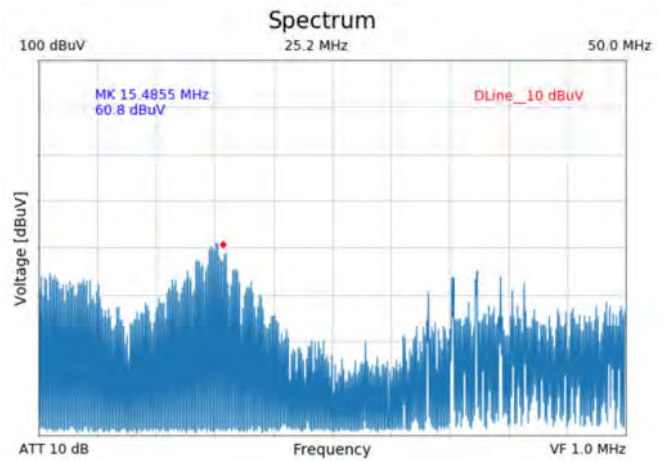 Spectrum
100 dBuV
25.2 MHz
50.0 MHz
MK 15.4855 MHz
60.8 dBuV
DLine__10 dBuV
Voltage [dBuV]
ATT 10 dB
Frequency
VF 1.0 MHz